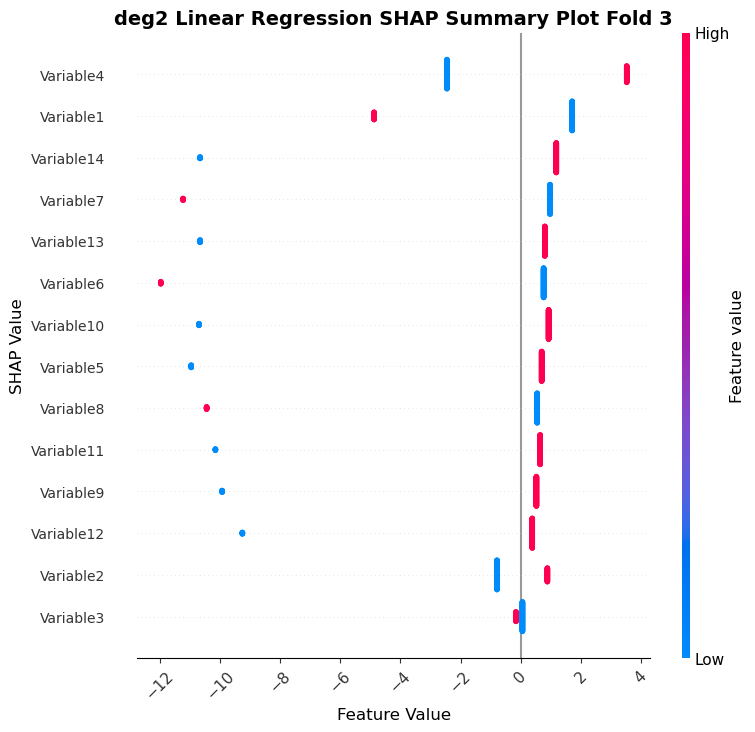 deg2 Linear Regression SHAP Summary Plot Fold 3
High
Variable4
Variable1
Variable14
Variable7
Variable13
Variable6
Variable10
Variable5
Variable8
Variable11
Variable9
Variable12
Variable2
Variable3
SHAP Value
Feature value
Low
−12 −10 −8 −6 −4 −2 0 2 4
Feature Value